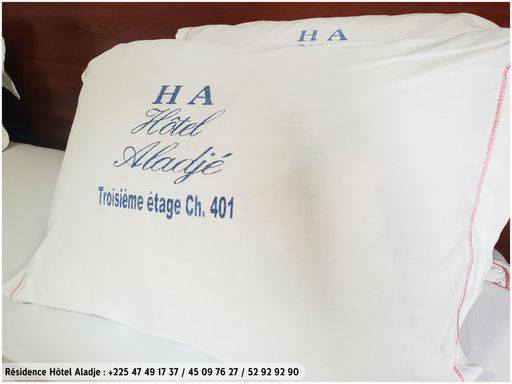 H A
H A
Hôtel
Aladjé
Troisième étage Ch. 401
Résidence Hôtel Aladje : +225 47 49 17 37 / 45 09 76 27 / 52 92 92 90